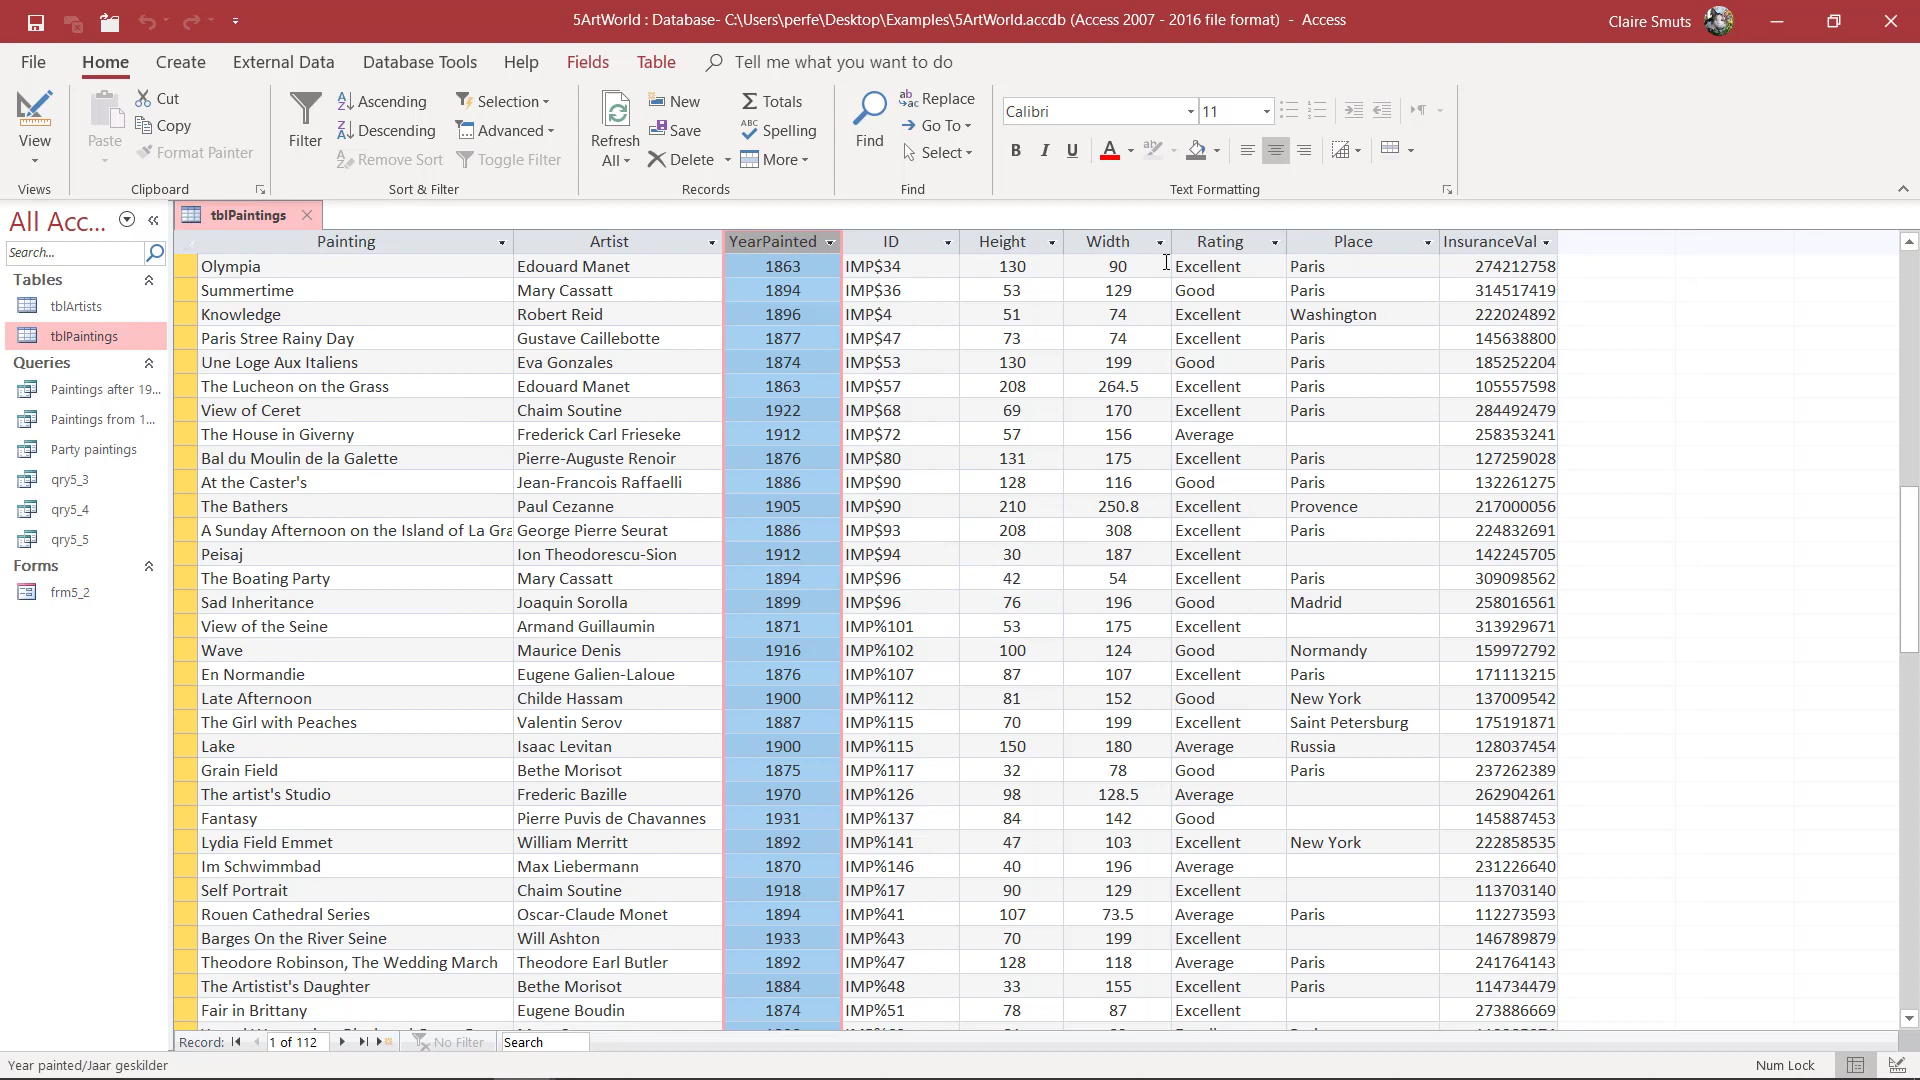 5ArtWorld : Database- C:\Users\perfe\Desktop\Examples\5ArtWorld.accdb (Access 2007 - 2016 file format) - Access
Claire Smuts
File Home Create External Data Database Tools Help Fields Table Tell me what you want to do
View
Views
Paste
Cut
Copy
Format Painter
Clipboard
Filter
Ascending
Descending
Remove Sort
Selection
Advanced
Toggle Filter
Sort & Filter
Refresh
All
New
Save
Delete
Totals
Spelling
More
Records
Find
Replace
Go To
Select
Find
Calibri 11
B I U A
Text Formatting
All Acc...
Search...
Tables
tblArtists
tblPaintings
Queries
Paintings after 19...
Paintings from 1...
Party paintings
qry5_3
qry5_4
qry5_5
Forms
frm5_2
tblPaintings
Painting Artist YearPainted ID Height Width Rating Place InsuranceVal
Olympia Edouard Manet 1863 IMP$34 130 90 Excellent Paris 274212758
Summertime Mary Cassatt 1894 IMP$36 53 129 Good Paris 314517419
Knowledge Robert Reid 1896 IMP$4 51 74 Excellent Washington 222024892
Paris Stree Rainy Day Gustave Caillebotte 1877 IMP$47 73 74 Excellent Paris 145638800
Une Loge Aux Italiens Eva Gonzales 1874 IMP$53 130 199 Good Paris 185252204
The Lucheon on the Grass Edouard Manet 1863 IMP$57 208 264.5 Excellent Paris 105557598
View of Ceret Chaim Soutine 1922 IMP$68 69 170 Excellent Paris 284492479
The House in Giverny Frederick Carl Frieseke 1912 IMP$72 57 156 Average 258353241
Bal du Moulin de la Galette Pierre-Auguste Renoir 1876 IMP$80 131 175 Excellent Paris 127259028
At the Caster's Jean-Francois Raffaelli 1886 IMP$90 128 116 Good Paris 132261275
The Bathers Paul Cezanne 1905 IMP$90 210 250.8 Excellent Provence 217000056
A Sunday Afternoon on the Island of La Gra George Pierre Seurat 1886 IMP$93 208 308 Excellent Paris 224832691
Peisaj Ion Theodorescu-Sion 1912 IMP$94 30 187 Excellent 142245705
The Boating Party Mary Cassatt 1894 IMP$96 42 54 Excellent Paris 309098562
Sad Inheritance Joaquin Sorolla 1899 IMP$96 76 196 Good Madrid 258016561
View of the Seine Armand Guillaumin 1871 IMP%101 53 175 Excellent 313929671
Wave Maurice Denis 1916 IMP%102 100 124 Good Normandy 159972792
En Normandie Eugene Galien-Laloue 1876 IMP%107 87 107 Excellent Paris 171113215
Late Afternoon Childe Hassam 1900 IMP%112 81 152 Good New York 137009542
The Girl with Peaches Valentin Serov 1887 IMP%115 70 199 Excellent Saint Petersburg 175191871
Lake Isaac Levitan 1900 IMP%115 150 180 Average Russia 128037454
Grain Field Bethe Morisot 1875 IMP%117 32 78 Good Paris 237262389
The artist's Studio Frederic Bazille 1970 IMP%126 98 128.5 Average 262904261
Fantasy Pierre Puvis de Chavannes 1931 IMP%137 84 142 Good 145887453
Lydia Field Emmet William Merritt 1892 IMP%141 47 103 Excellent New York 222858535
Im Schwimmbad Max Liebermann 1870 IMP%146 40 196 Average 231226640
Self Portrait Chaim Soutine 1918 IMP%17 90 129 Excellent 113703140
Rouen Cathedral Series Oscar-Claude Monet 1894 IMP%41 107 73.5 Average Paris 112273593
Barges On the River Seine Will Ashton 1933 IMP%43 70 199 Excellent 146789879
Theodore Robinson, The Wedding March Theodore Earl Butler 1892 IMP%47 128 118 Average Paris 241764143
The Artistist's Daughter Bethe Morisot 1884 IMP%48 33 155 Excellent Paris 114734479
Fair in Brittany Eugene Boudin 1874 IMP%51 78 87 Excellent 273886669
Record: 1 of 112 No Filter Search
Year painted/Jaar geskilder
Num Lock